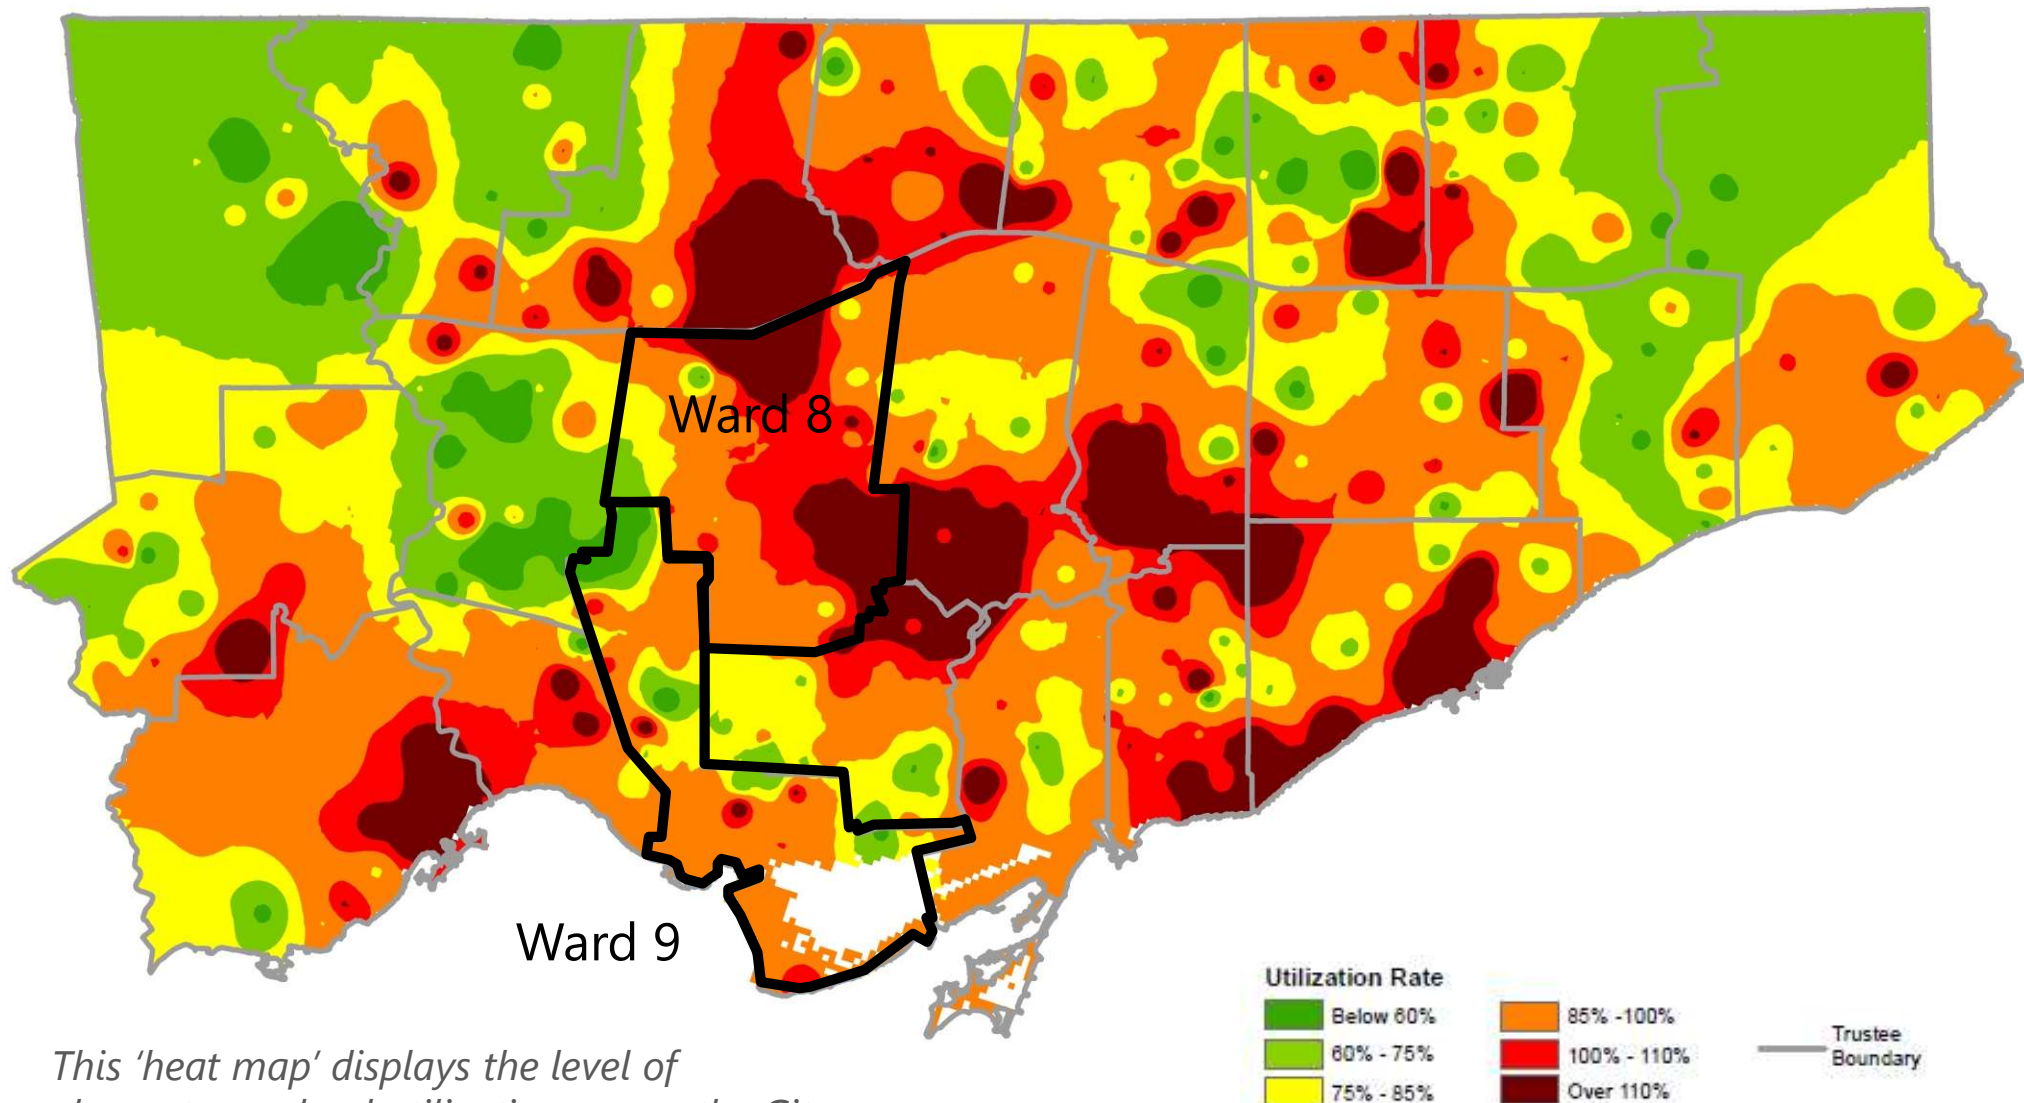 Ward 8
Ward 9
Utilization Rate
Below 60%
60% - 75%
75% - 85%
85% -100%
100% - 110%
Over 110%
Trustee
Boundary
This ‘heat map’ displays the level of